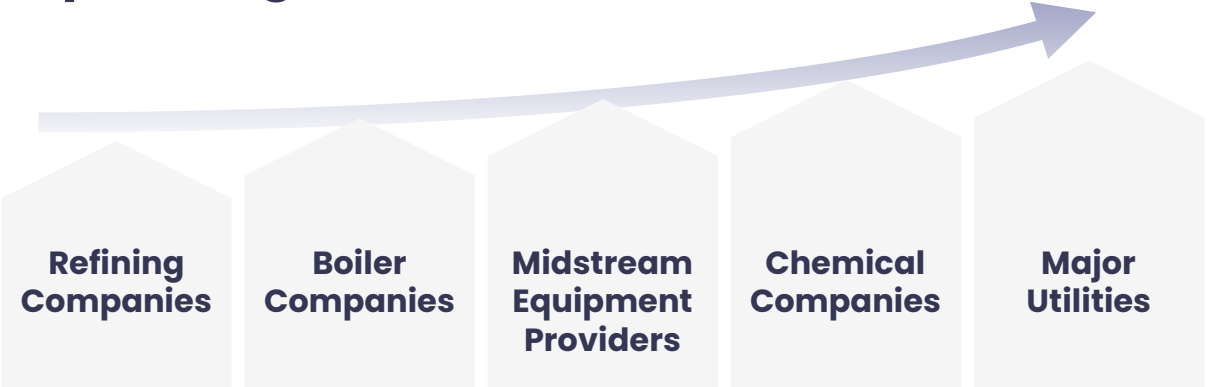 Refining
Companies
Boiler
Companies
Midstream
Equipment
Providers
Chemical
Companies
Major
Utilities